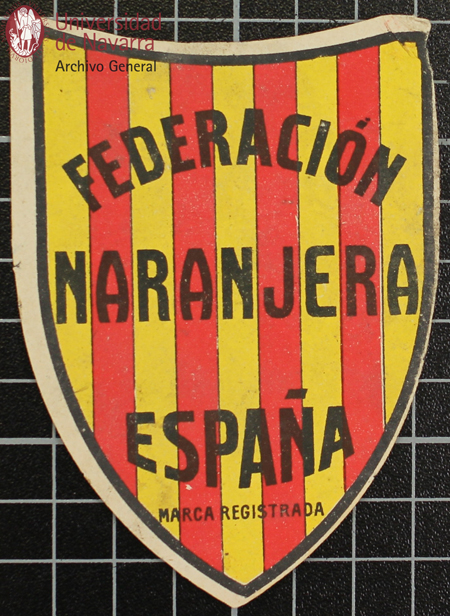 Universidad
de Navarra
Archivo General
FEDERACIÓN
NARANJERA
ESPAÑA
MARCA REGISTRADA